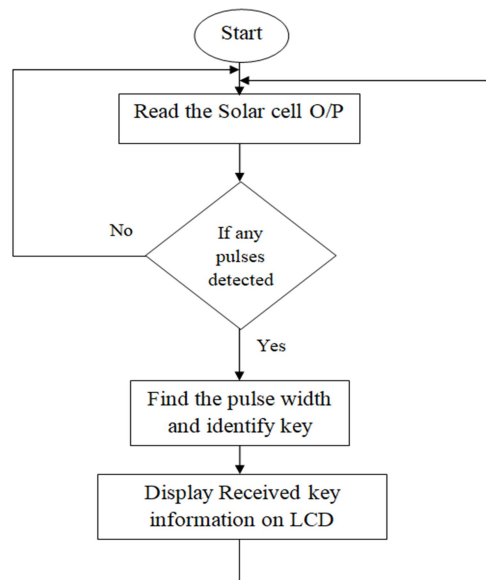 Start
Read the Solar cell O/P
No
If any
pulses
detected
Yes
Find the pulse width
and identify key
Display Received key
information on LCD